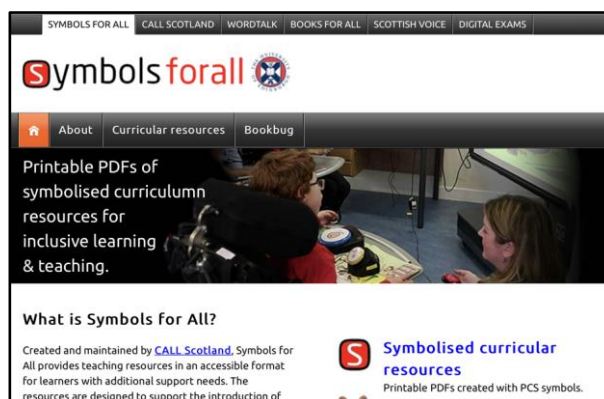 SYMBOLS FOR ALL CALL SCOTLAND WORDTALK BOOKS FOR ALL SCOTTISH VOICE DIGITAL EXAMS
symbols forall
About Curricular resources Bookbug
Printable PDFs of
symbolised curriculumn
resources for
inclusive learning
& teaching.
What is Symbols for All?
Created and maintained by CALL Scotland, Symbols for
All provides teaching resources in an accessible format
for learners with additional support needs. The
resources are designed to support the introduction of
Symbolised curricular
resources
Printable PDFs created with PCS symbols.